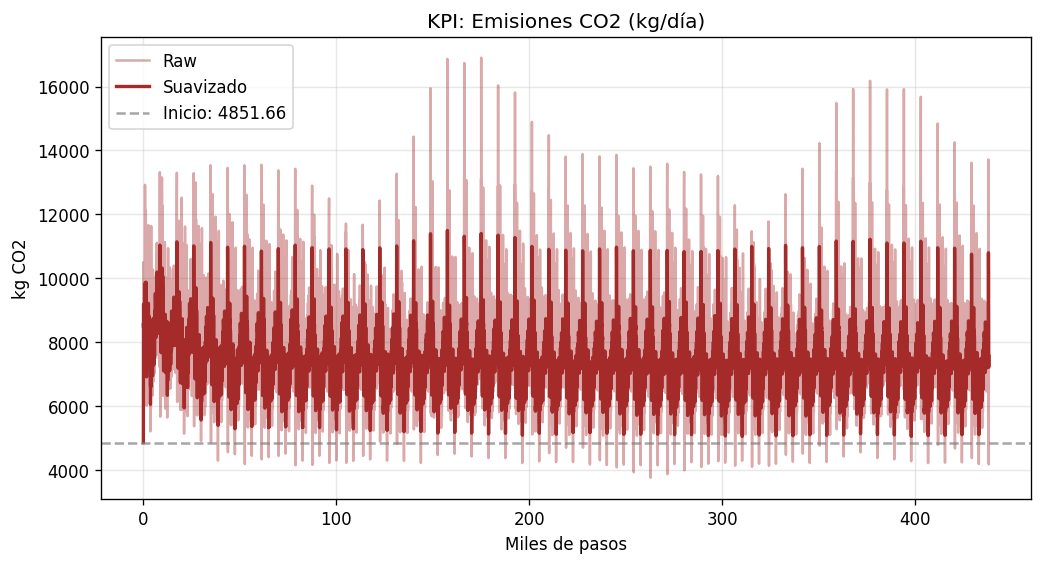 KPI: Emisiones CO2 (kg/día)
Raw
Suavizado
Inicio: 4851.66
kg CO2
16000
14000
12000
10000
8000
6000
4000
0
100
200
300
400
Miles de pasos